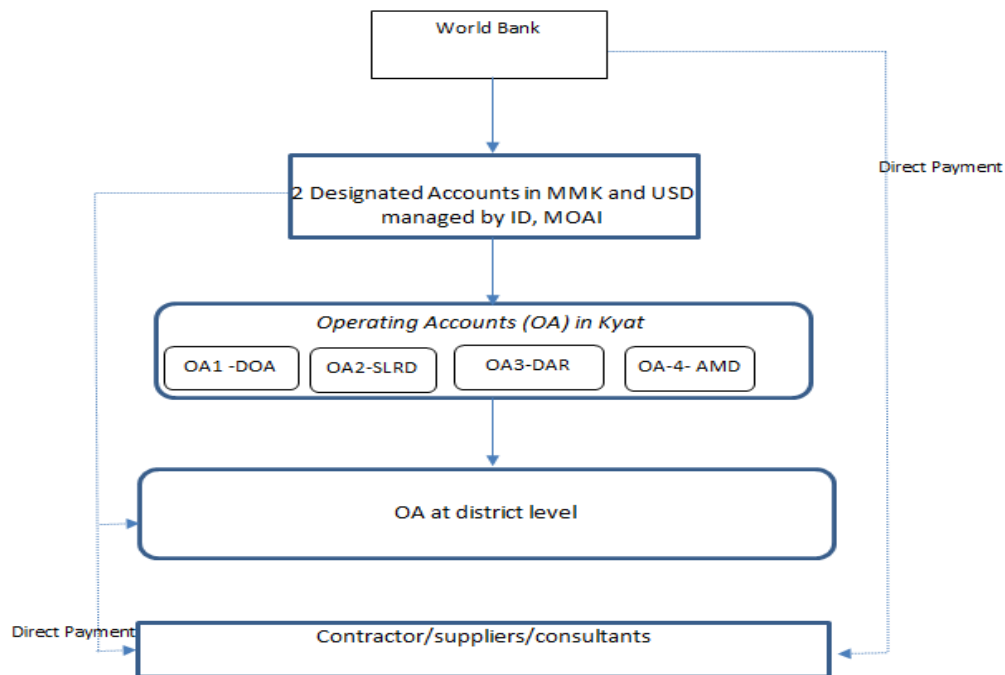 World Bank
Direct Payment
2 Designated Accounts in MMK and USD
managed by ID, MOAI
Operating Accounts (OA) in Kyat
OA1 -DOA
OA2-SLRD
OA3-DAR
OA-4- AMD
OA at district level
Direct Payment
Contractor/suppliers/consultants